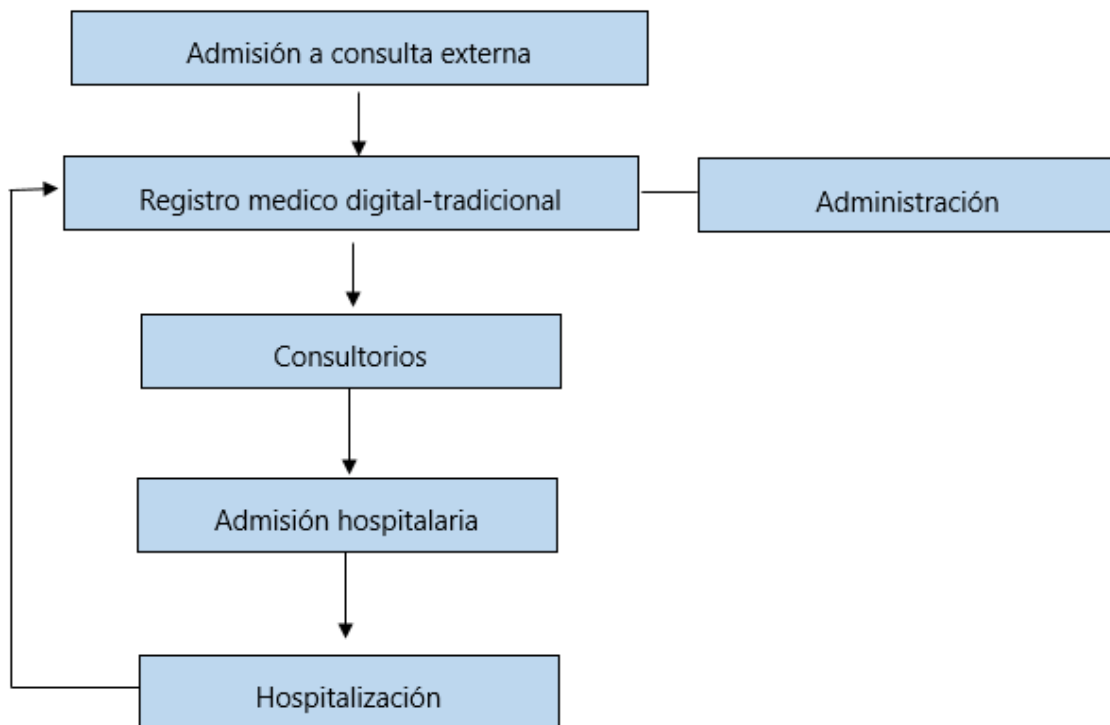 Admisión a consulta externa
Registro medico digital-tradicional
Administración
Consultorios
Admisión hospitalaria
Hospitalización